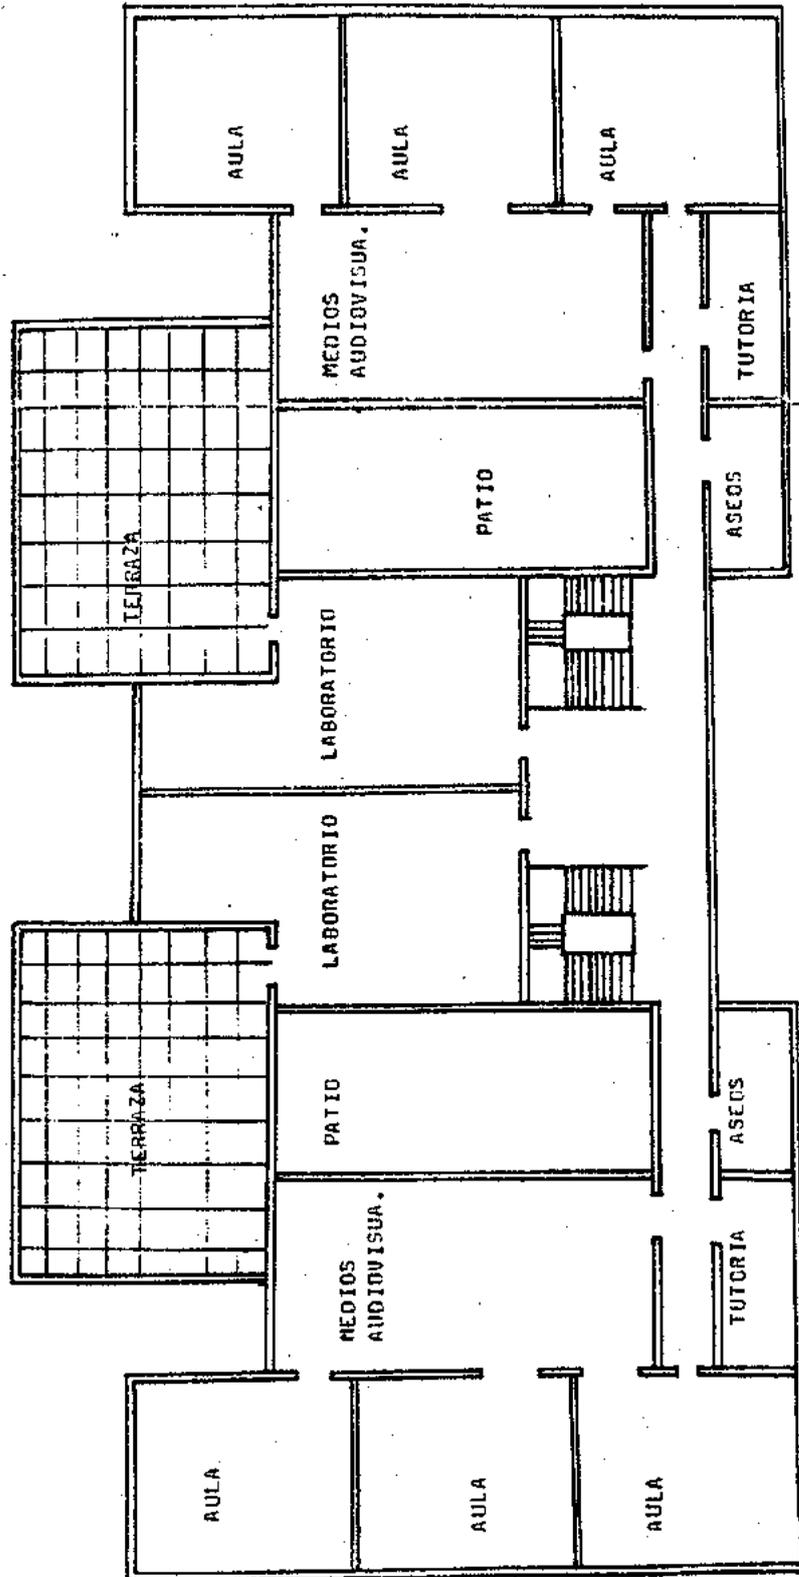 AULA
AULA
AULA
MEDIOS
AUDIOVISUA.
TUTORIA
TERRAZA
PATIO
ASEOS
LABORATORIO
LABORATORIO
TERRAZA
PATIO
ASEOS
MEDIOS
AUDIOVISUA.
TUTORIA
AULA
AULA
AULA